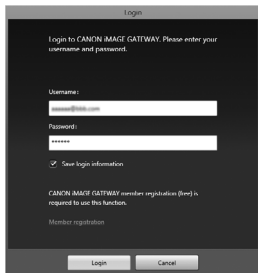 Login
Login to CANON iMAGE GATEWAY. Please enter your
username and password.
Username:
Password:
******
Save login information
CANON iMAGE GATEWAY member registration (free) is
required to use this function.
Member registration
Login
Cancel